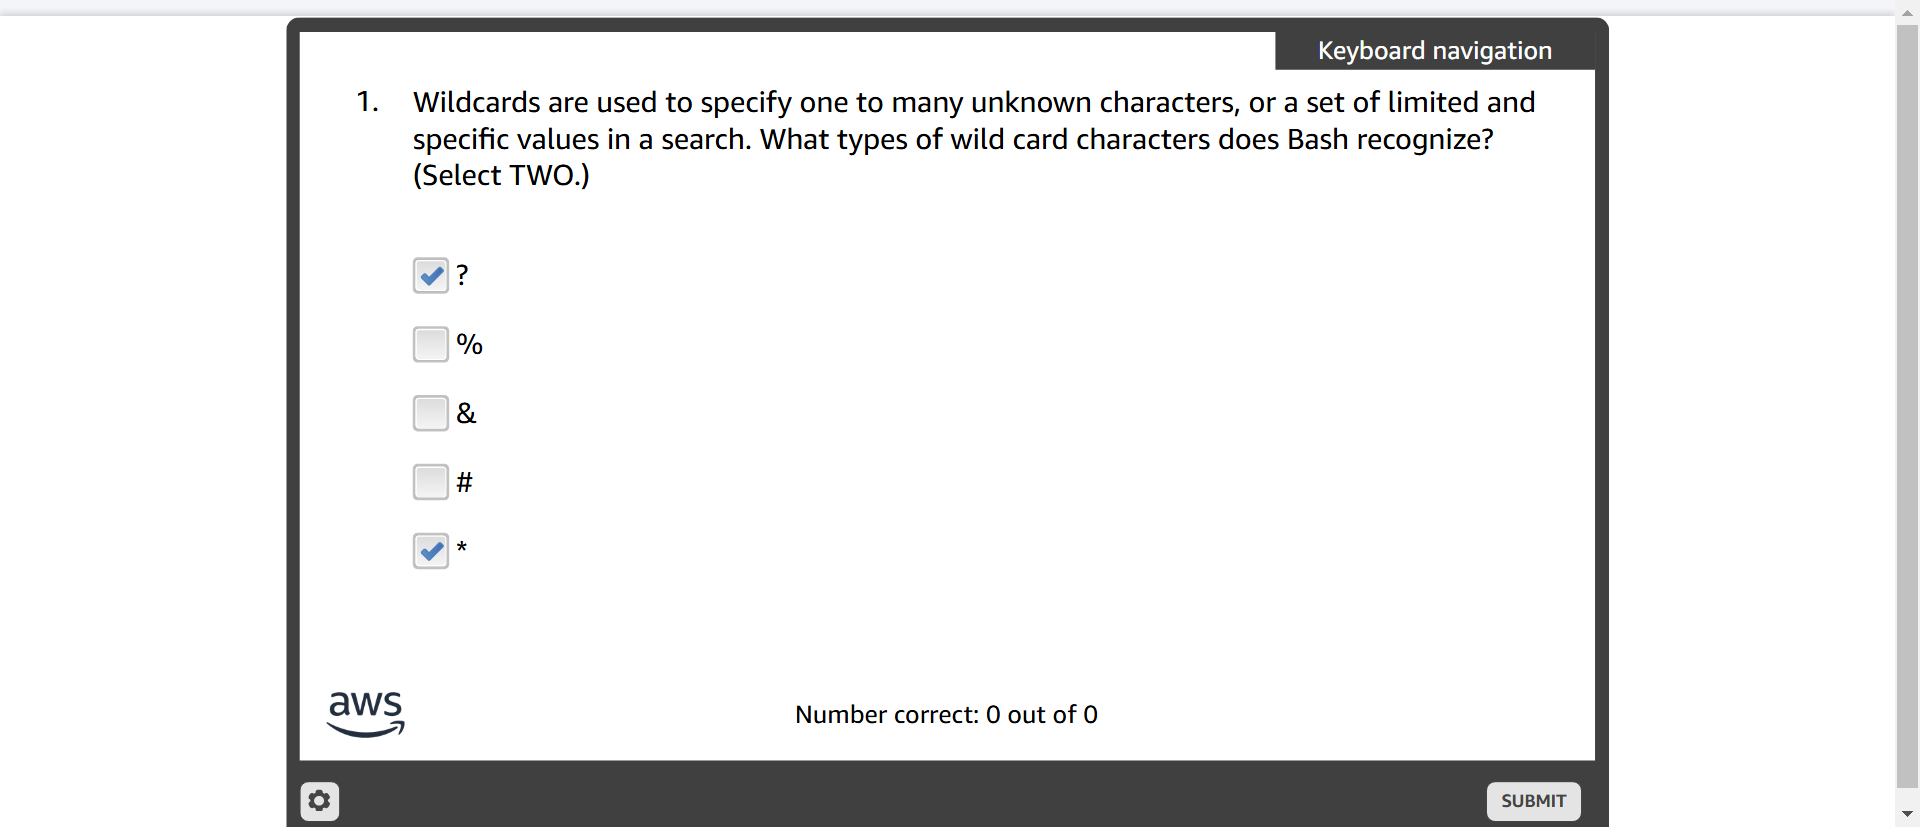 Keyboard navigation
1. Wildcards are used to specify one to many unknown characters, or a set of limited and
specific values in a search. What types of wild card characters does Bash recognize?
(Select TWO.)
?
%
&
#
*
aws
Number correct: 0 out of 0
SUBMIT